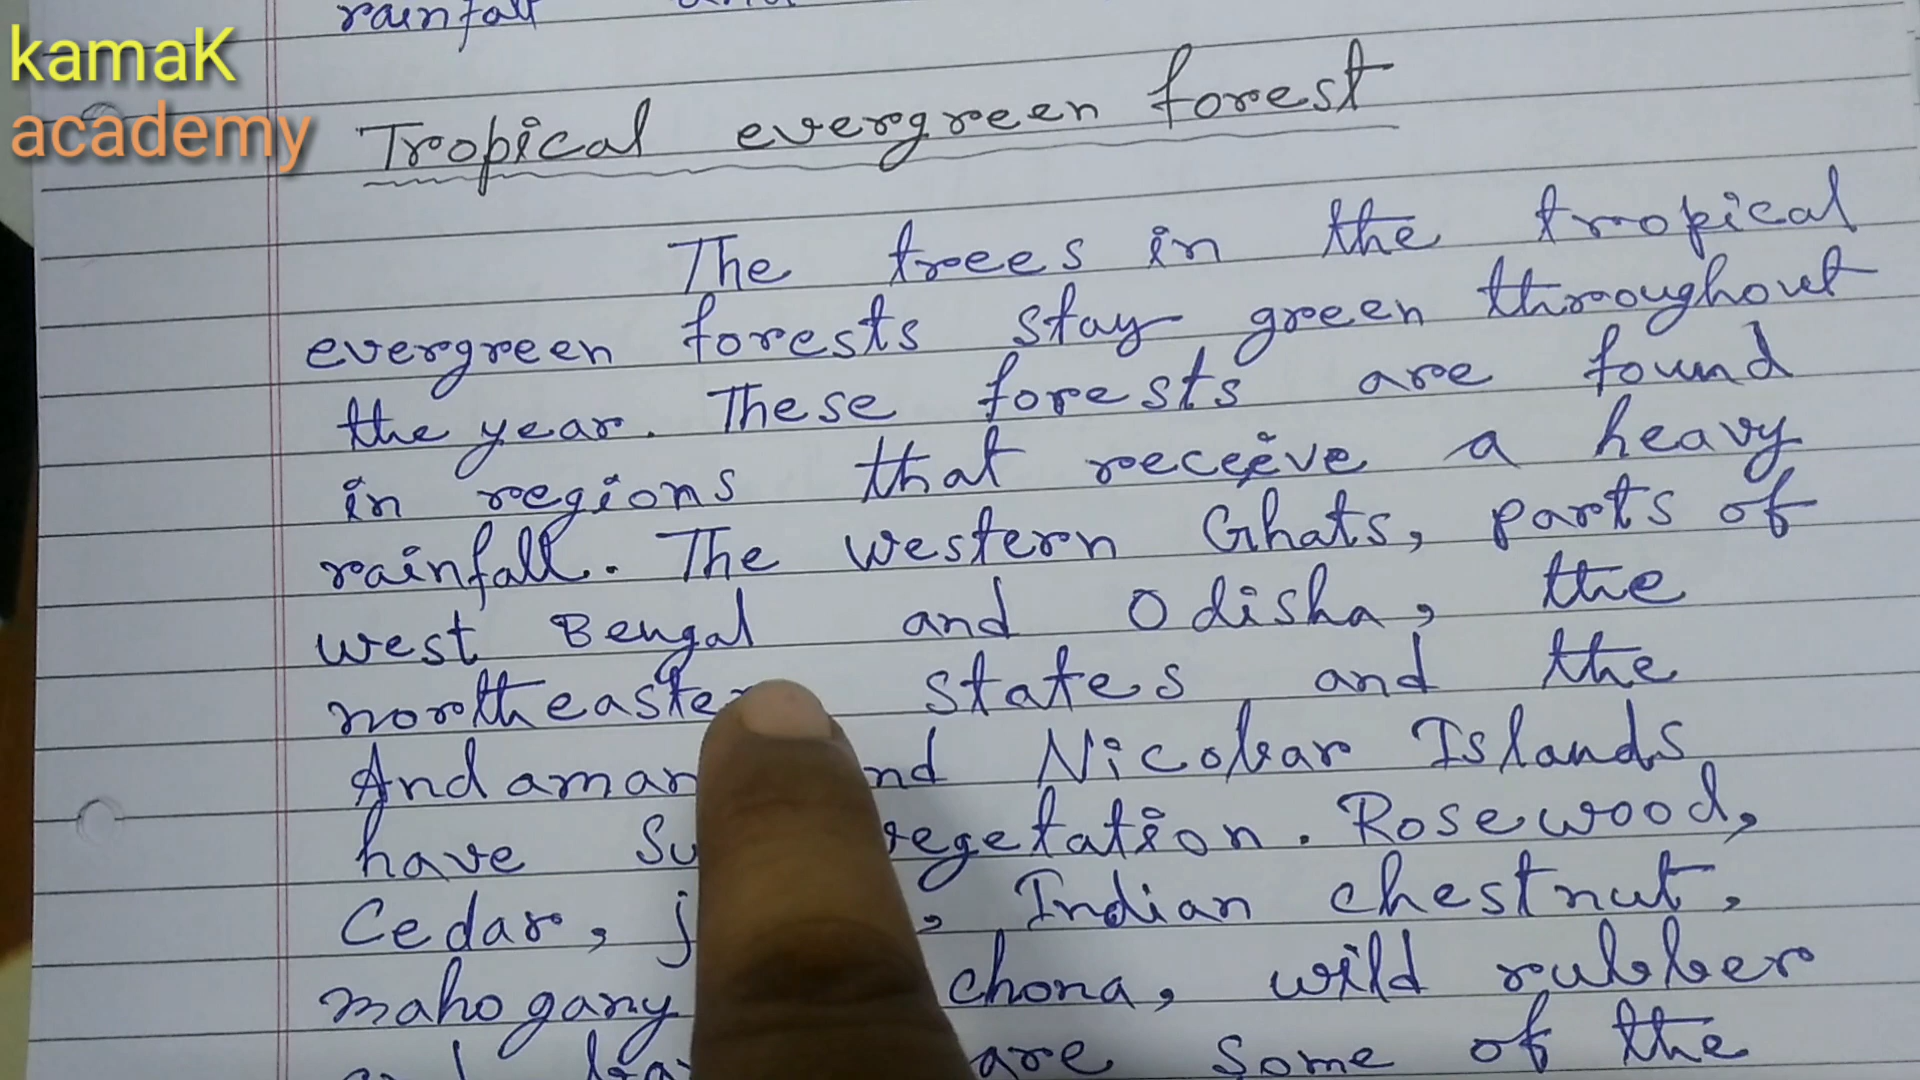 kamaK
academy
rainfall and
Tropical evergreen forest
The trees in the tropical
evergreen forests stay green throughout
the year. These forests are found
in regions that receive a heavy
rainfall. The western Ghats, parts of
west Bengal and Odisha, the
northeaste states and the
Andaman nd Nicobar Islands
have Su vegetation. Rosewood,
Cedar, j , Indian chestnut,
mahogany chona, wild rubber
are some of the